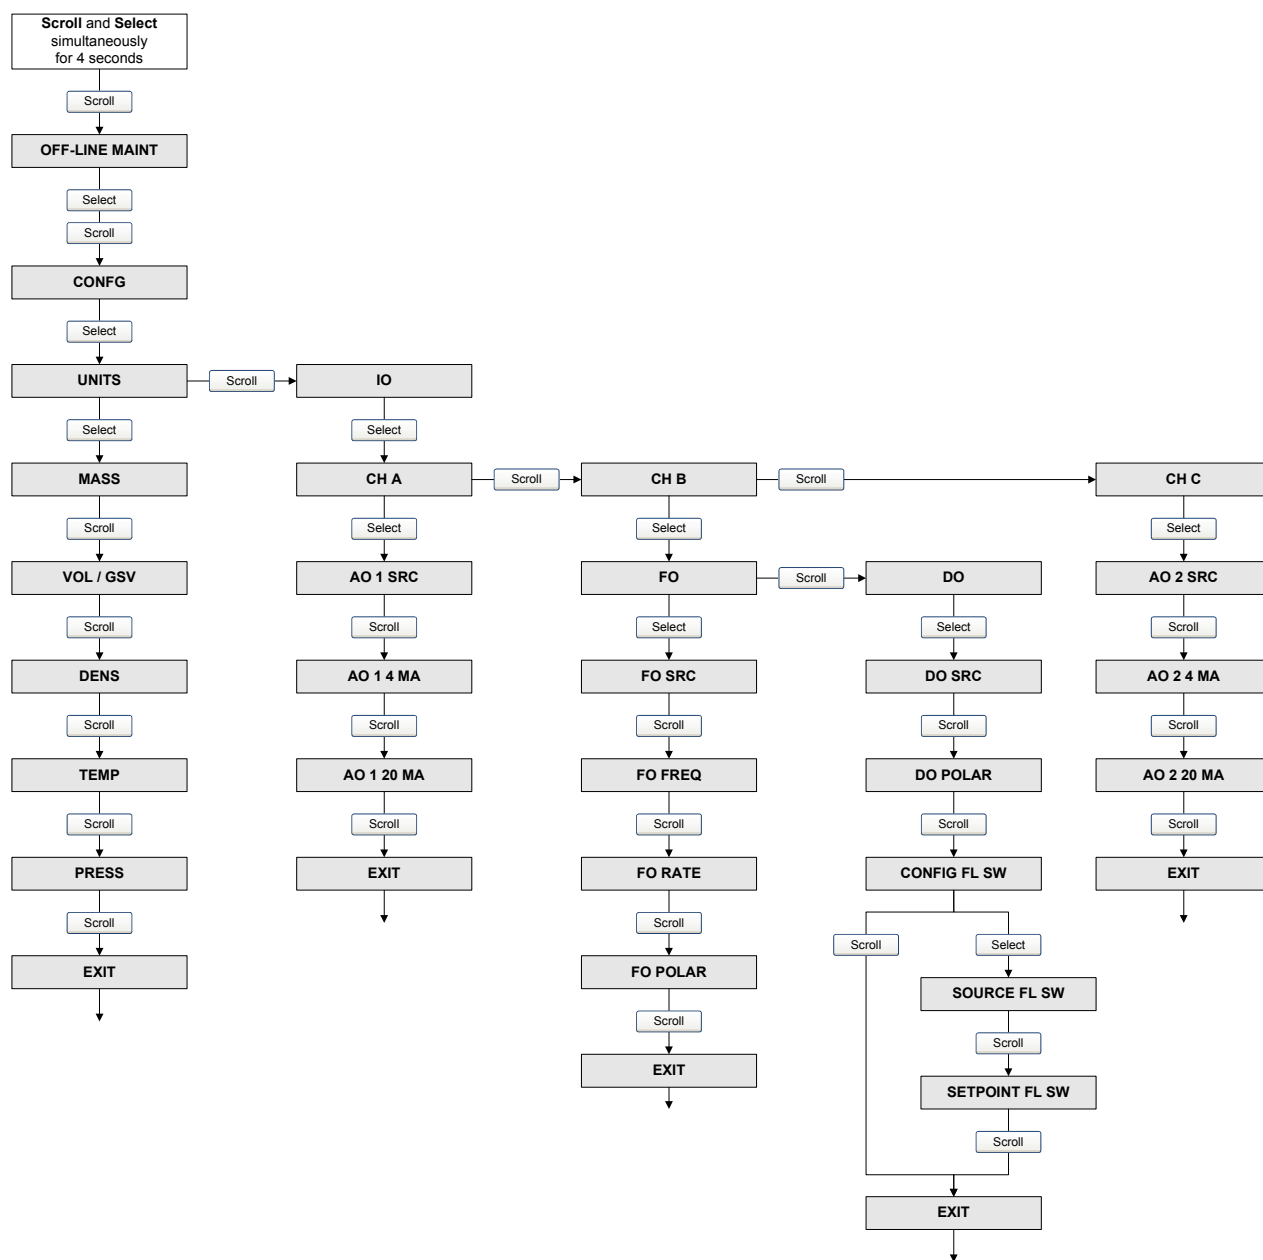 Scroll and Select
simultaneously
for 4 seconds
Scroll
OFF-LINE MAINT
Select
Scroll
CONFG
Select
UNITS
Scroll
IO
Select
Select
MASS
CH A
Scroll
CH B
Scroll
CH C
Scroll
Select
Select
Select
VOL / GSV
AO 1 SRC
FO
Scroll
DO
AO 2 SRC
Scroll
Scroll
Select
Select
Scroll
DENS
AO 1 4 MA
FO SRC
DO SRC
AO 2 4 MA
Scroll
Scroll
Scroll
Scroll
Scroll
TEMP
AO 1 20 MA
FO FREQ
DO POLAR
AO 2 20 MA
Scroll
Scroll
Scroll
Scroll
Scroll
PRESS
EXIT
FO RATE
CONFIG FL SW
EXIT
Scroll
Scroll
Scroll
Select
EXIT
FO POLAR
SOURCE FL SW
Scroll
Scroll
EXIT
SETPOINT FL SW
Scroll
EXIT